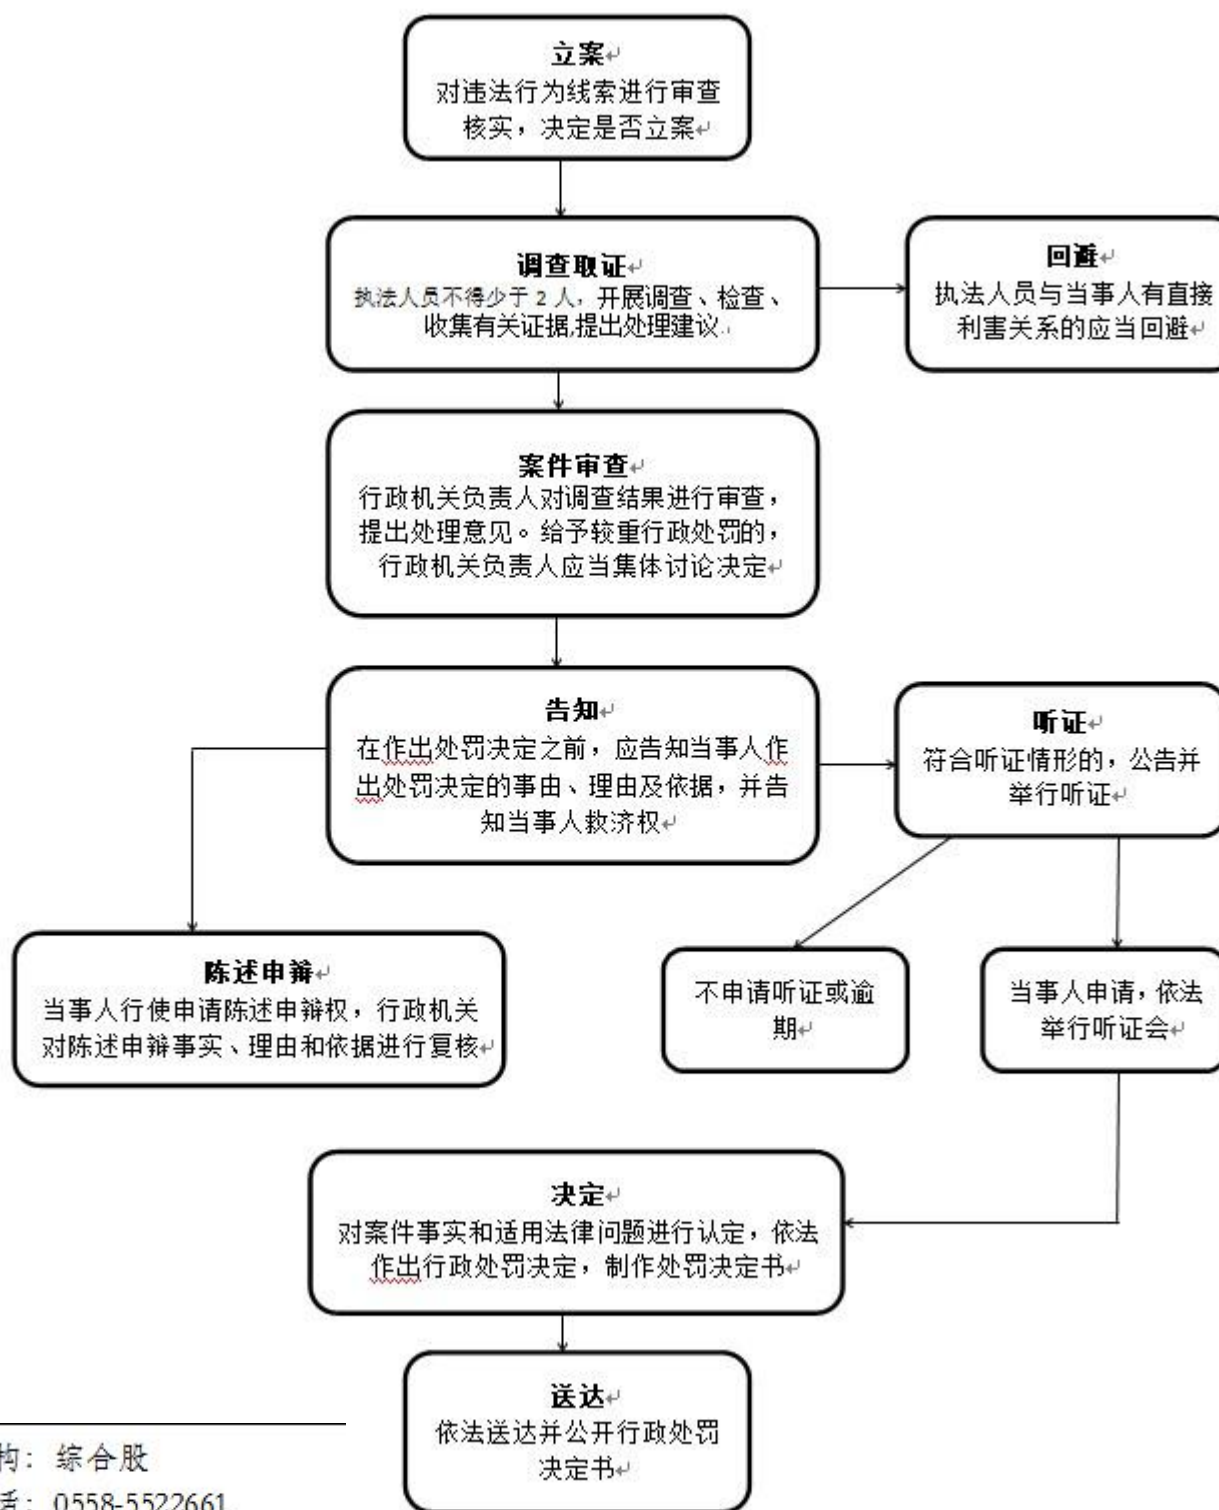 立案
对违法行为线索进行审查
核实，决定是否立案
调查取证
执法人员不得少于2人，开展调查、检查、
收集有关证据,提出处理建议.
回避
执法人员与当事人有直接
利害关系的应当回避
案件审查
行政机关负责人对调查结果进行审查，
提出处理意见。给予较重行政处罚的，
行政机关负责人应当集体讨论决定
告知
在作出处罚决定之前，应告知当事人作
出处罚决定的事由、理由及依据，并告
知当事人救济权
听证
符合听证情形的，公告并
举行听证
陈述申辩
当事人行使申请陈述申辩权，行政机关
对陈述申辩事实、理由和依据进行复核
不申请听证或逾
期
当事人申请，依法
举行听证会
决定
对案件事实和适用法律问题进行认定，依法
作出行政处罚决定，制作处罚决定书
送达
依法送达并公开行政处罚
决定书
构：综合股
0558-5522661